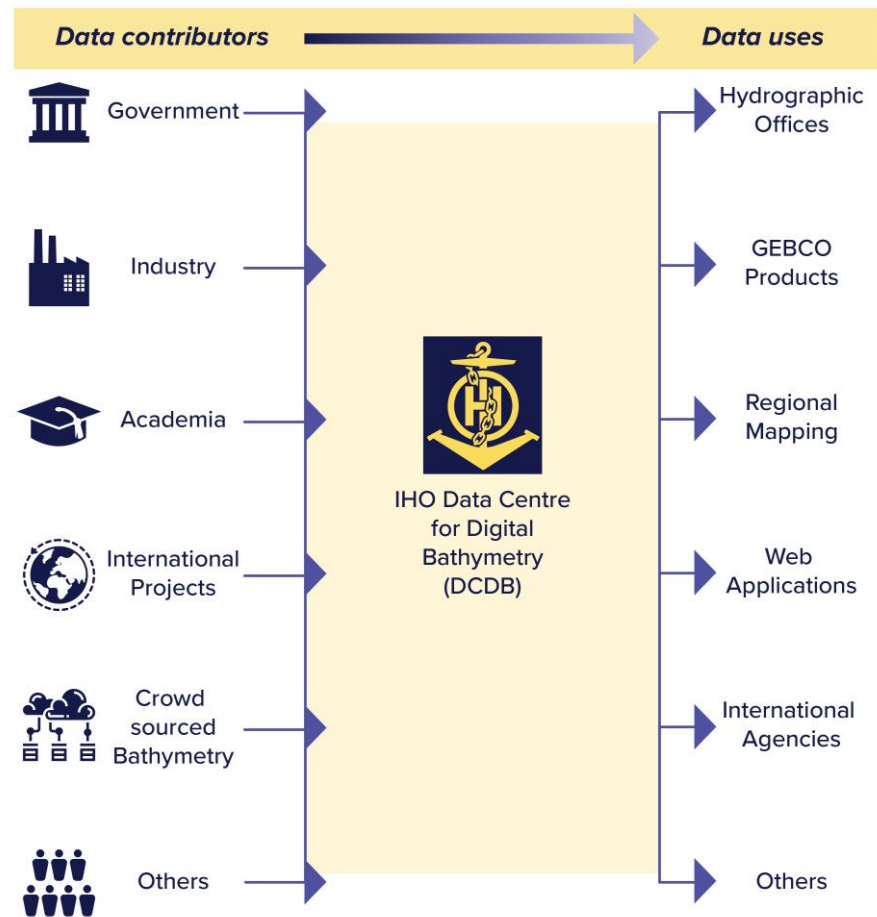 Data contributors
Data uses
Government
Industry
Academia
International
Projects
Crowd
sourced
Bathymetry
Others
IHO Data Centre
for Digital
Bathymetry
(DCDB)
Hydrographic
Offices
GEBCO
Products
Regional
Mapping
Web
Applications
International
Agencies
Others